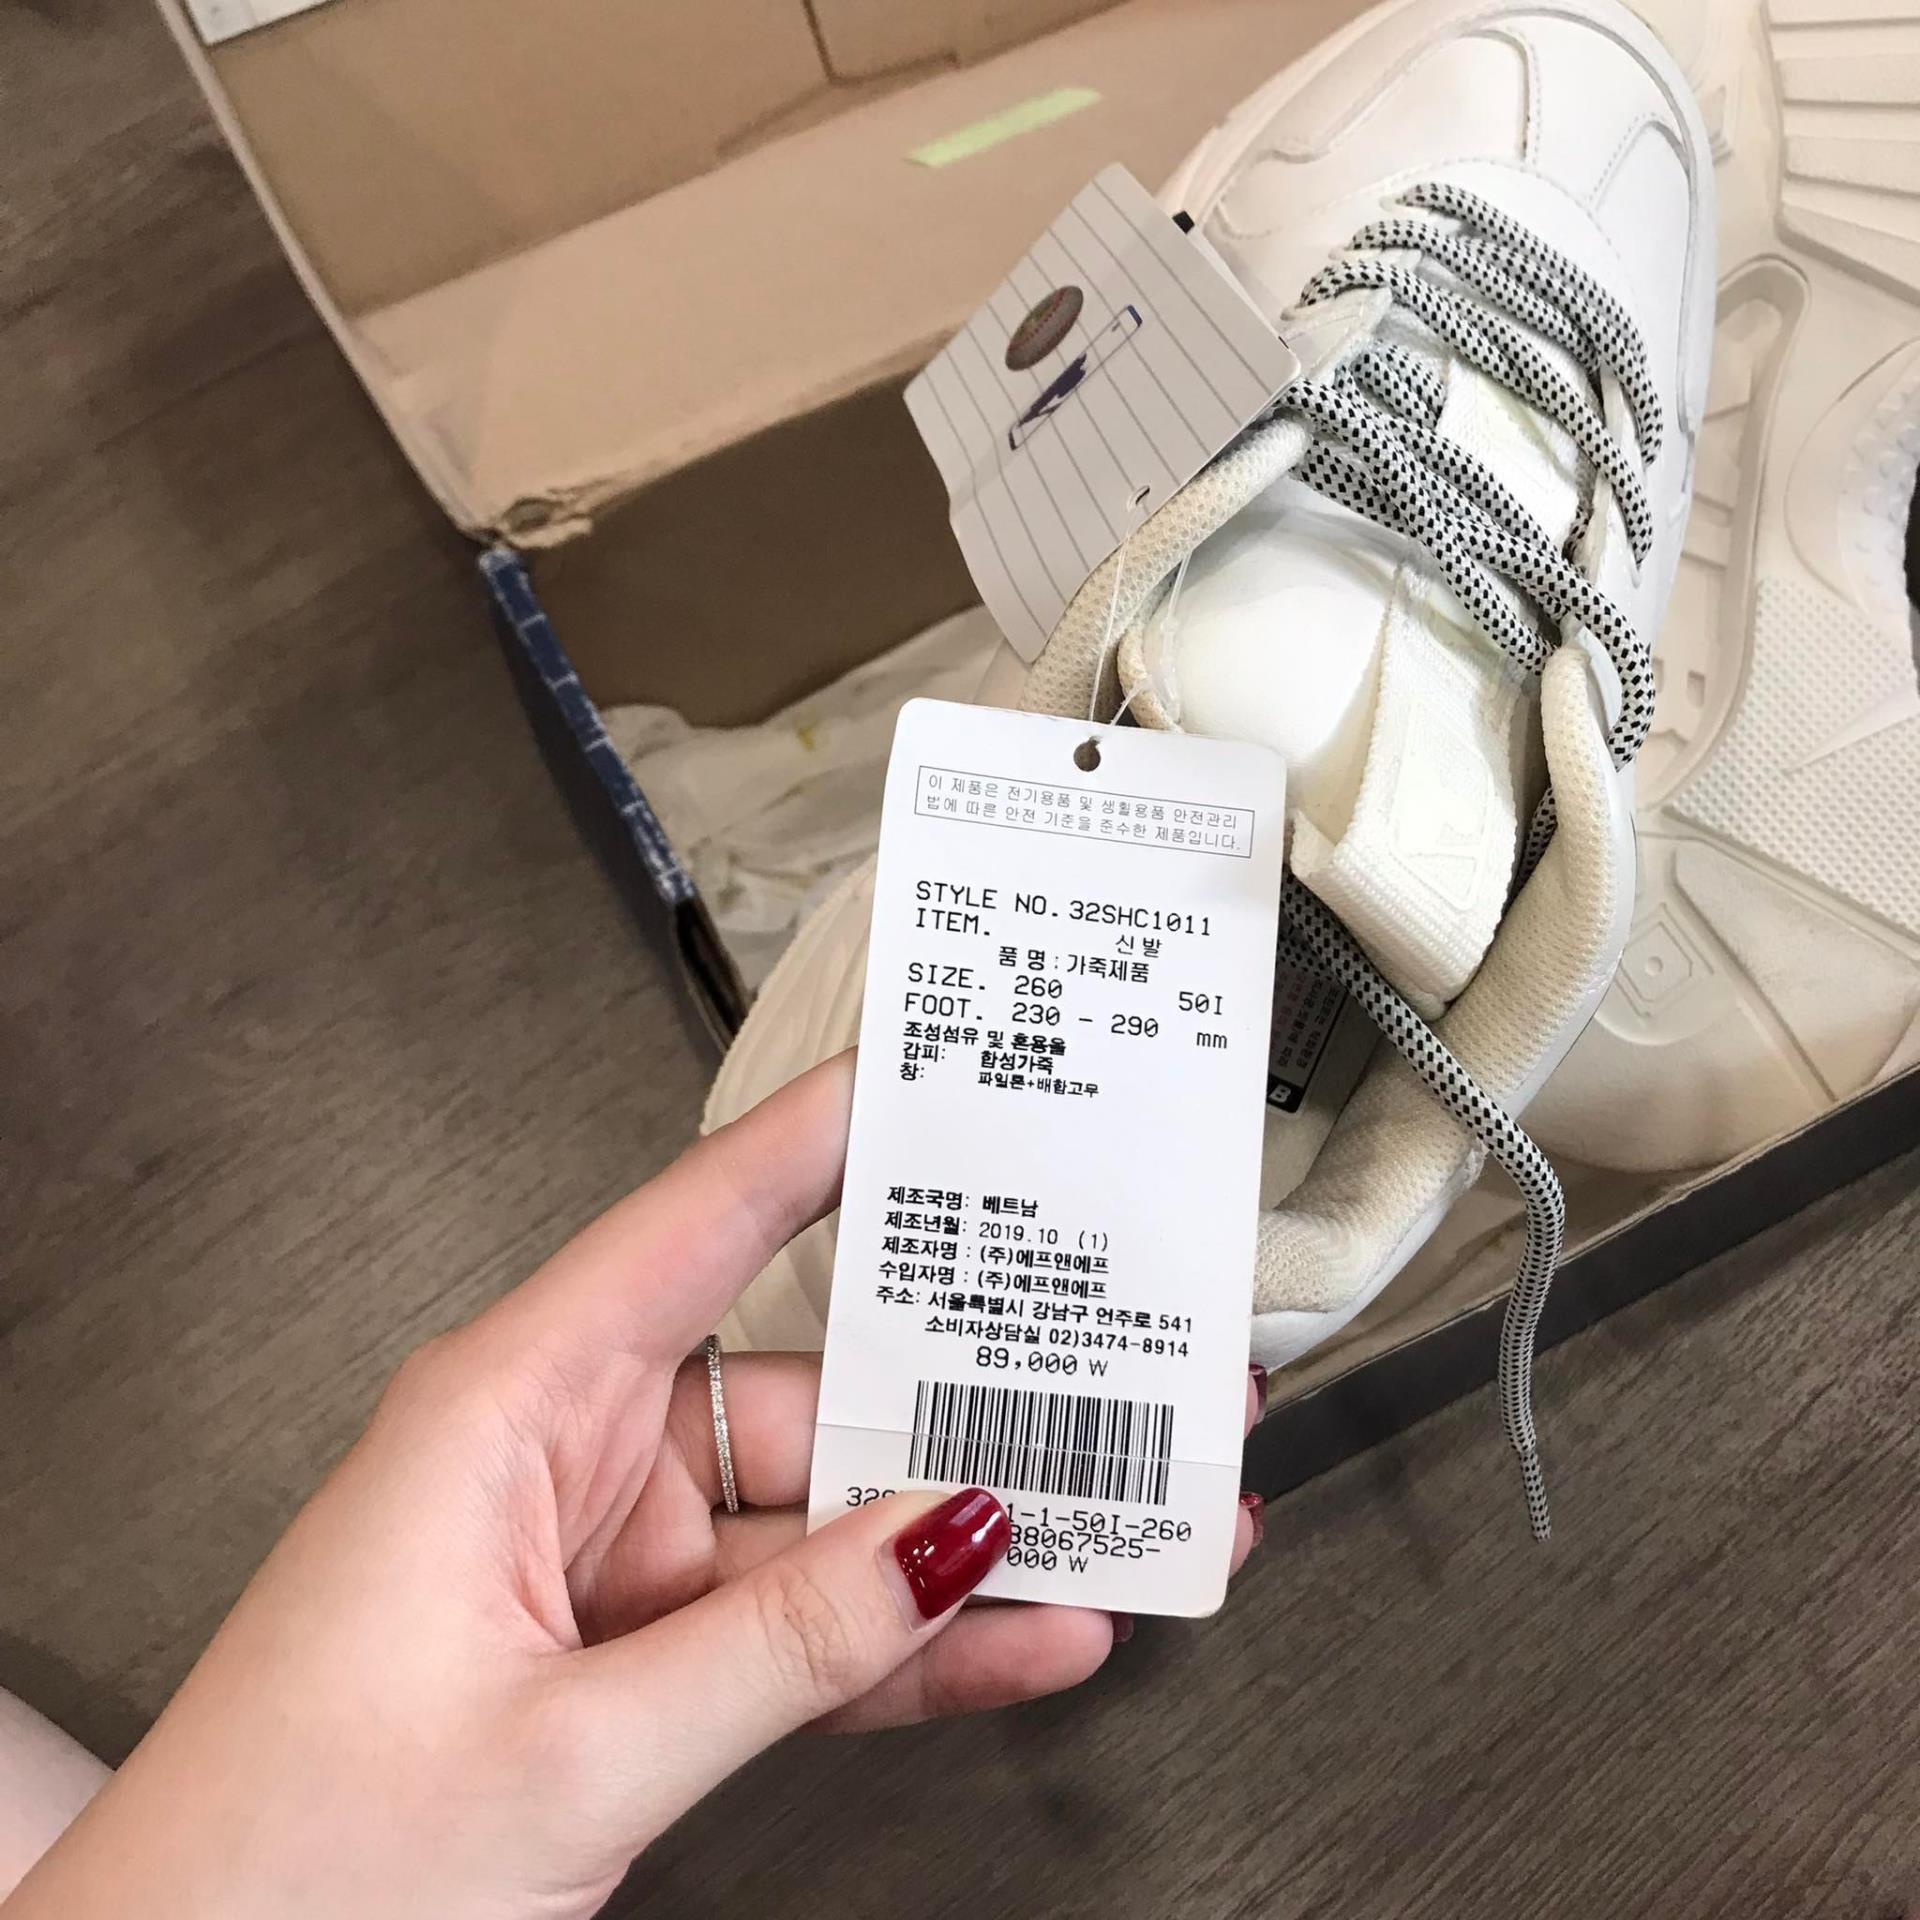 이 제품은 전기용품 및 생활용품 안전관리
법에 따른 안전 기준을 준수한 제품입니다.
STYLE NO. 32SHC1011
ITEM. 신발
품 명 : 가죽제품
SIZE. 260 50I
FOOT. 230 - 290 mm
조성섬유 및 혼용율
갑피: 합성가죽
창: 파일론+배합고무
제조국명: 베트남
제조년월: 2019.10 (1)
제조자명 : (주)에프앤에프
수입자명 : (주)에프앤에프
주소: 서울특별시 강남구 언주로 541
소비자상담실 02)3474-8914
89,000 ₩
1-1-50I-260
88067525-
000 ₩
B